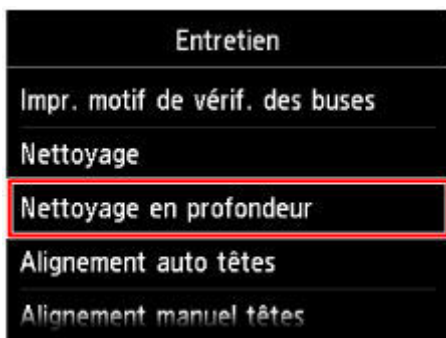 Entretien
Impr. motif de vérif. des buses
Nettoyage
Nettoyage en profondeur
Alignement auto têtes
Alignement manuel têtes